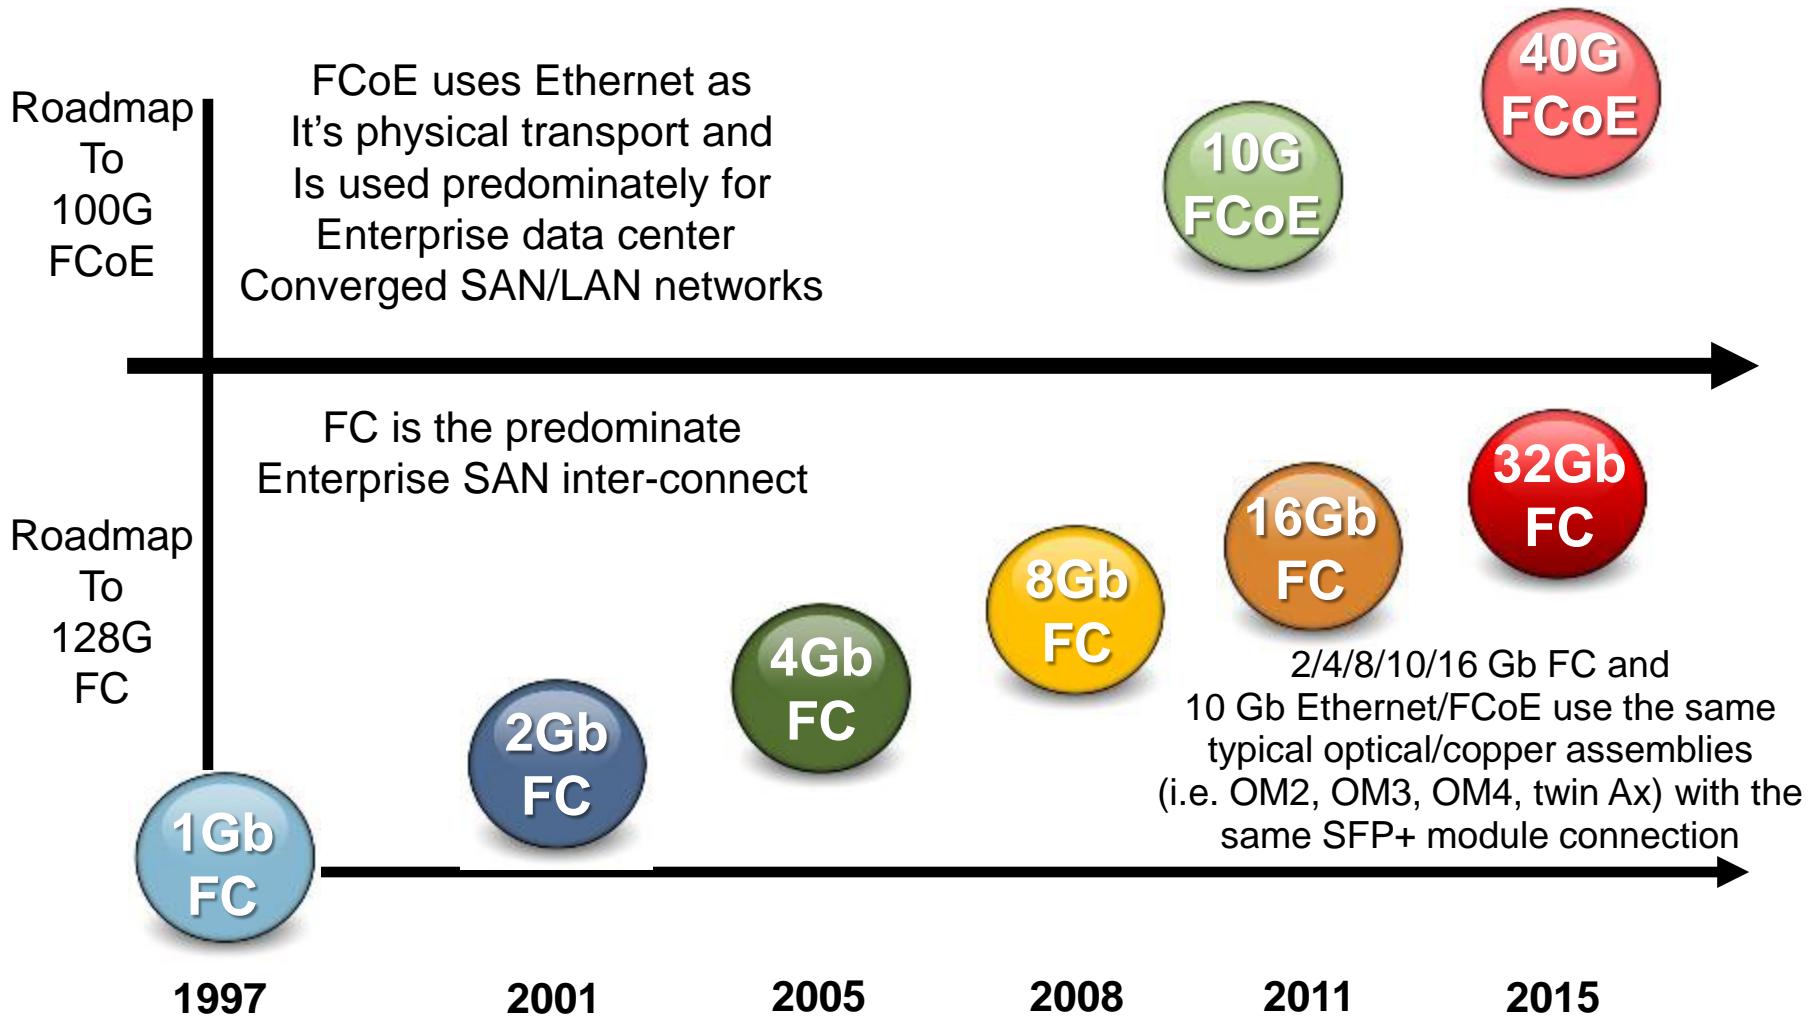 Roadmap
To
100G
FCoE
FCoE uses Ethernet as
It’s physical transport and
Is used predominately for
Enterprise data center
Converged SAN/LAN networks
10G
FCoE
40G
FCoE
Roadmap
To
128G
FC
FC is the predominate
Enterprise SAN inter-connect
1Gb
FC
2Gb
FC
4Gb
FC
8Gb
FC
16Gb
FC
32Gb
FC
2/4/8/10/16 Gb FC and
10 Gb Ethernet/FCoE use the same
typical optical/copper assemblies
(i.e. OM2, OM3, OM4, twin Ax) with the
same SFP+ module connection
1997
2001
2005
2008
2011
2015